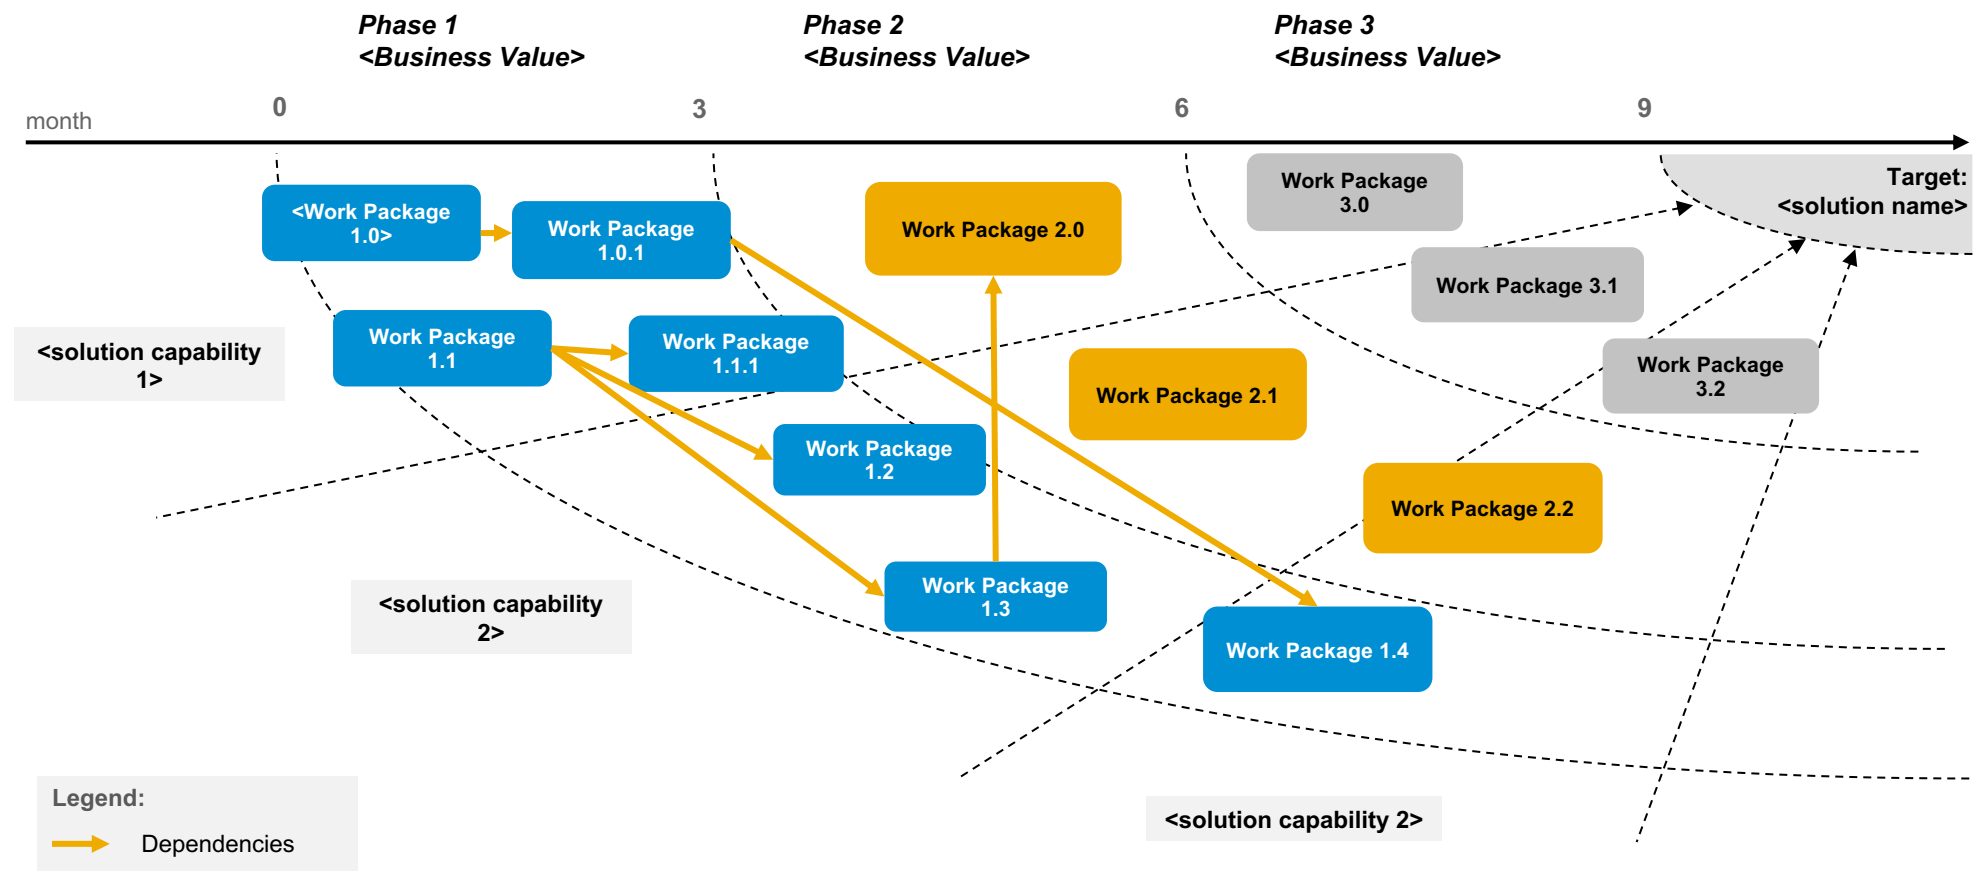 Phase 1
<Business Value>
Phase 2
<Business Value>
Phase 3
<Business Value>
month
0
3
6
9
<Work Package
1.0>
Work Package
1.0.1
Work Package 2.0
Work Package
3.0
Target:
<solution name>
Work Package 3.1
<solution capability
1>
Work Package
1.1
Work Package
1.1.1
Work Package 2.1
Work Package
3.2
Work Package
1.2
Work Package 2.2
<solution capability
2>
Work Package
1.3
Work Package 1.4
<solution capability 2>
Legend:
Dependencies